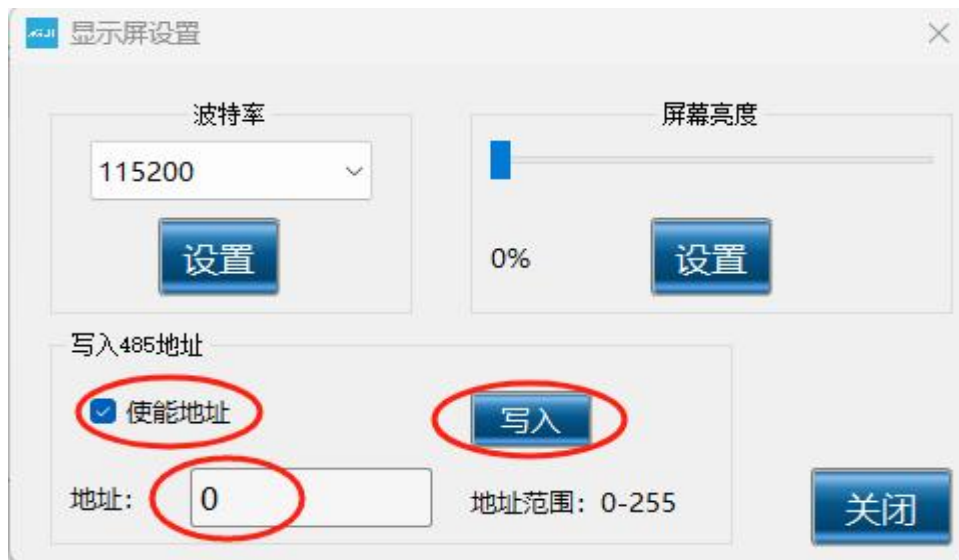 显示屏设置
波特率
屏幕亮度
115200
设置
0%
设置
写入485地址
使能地址
写入
地址：
0
地址范围：0-255
关闭